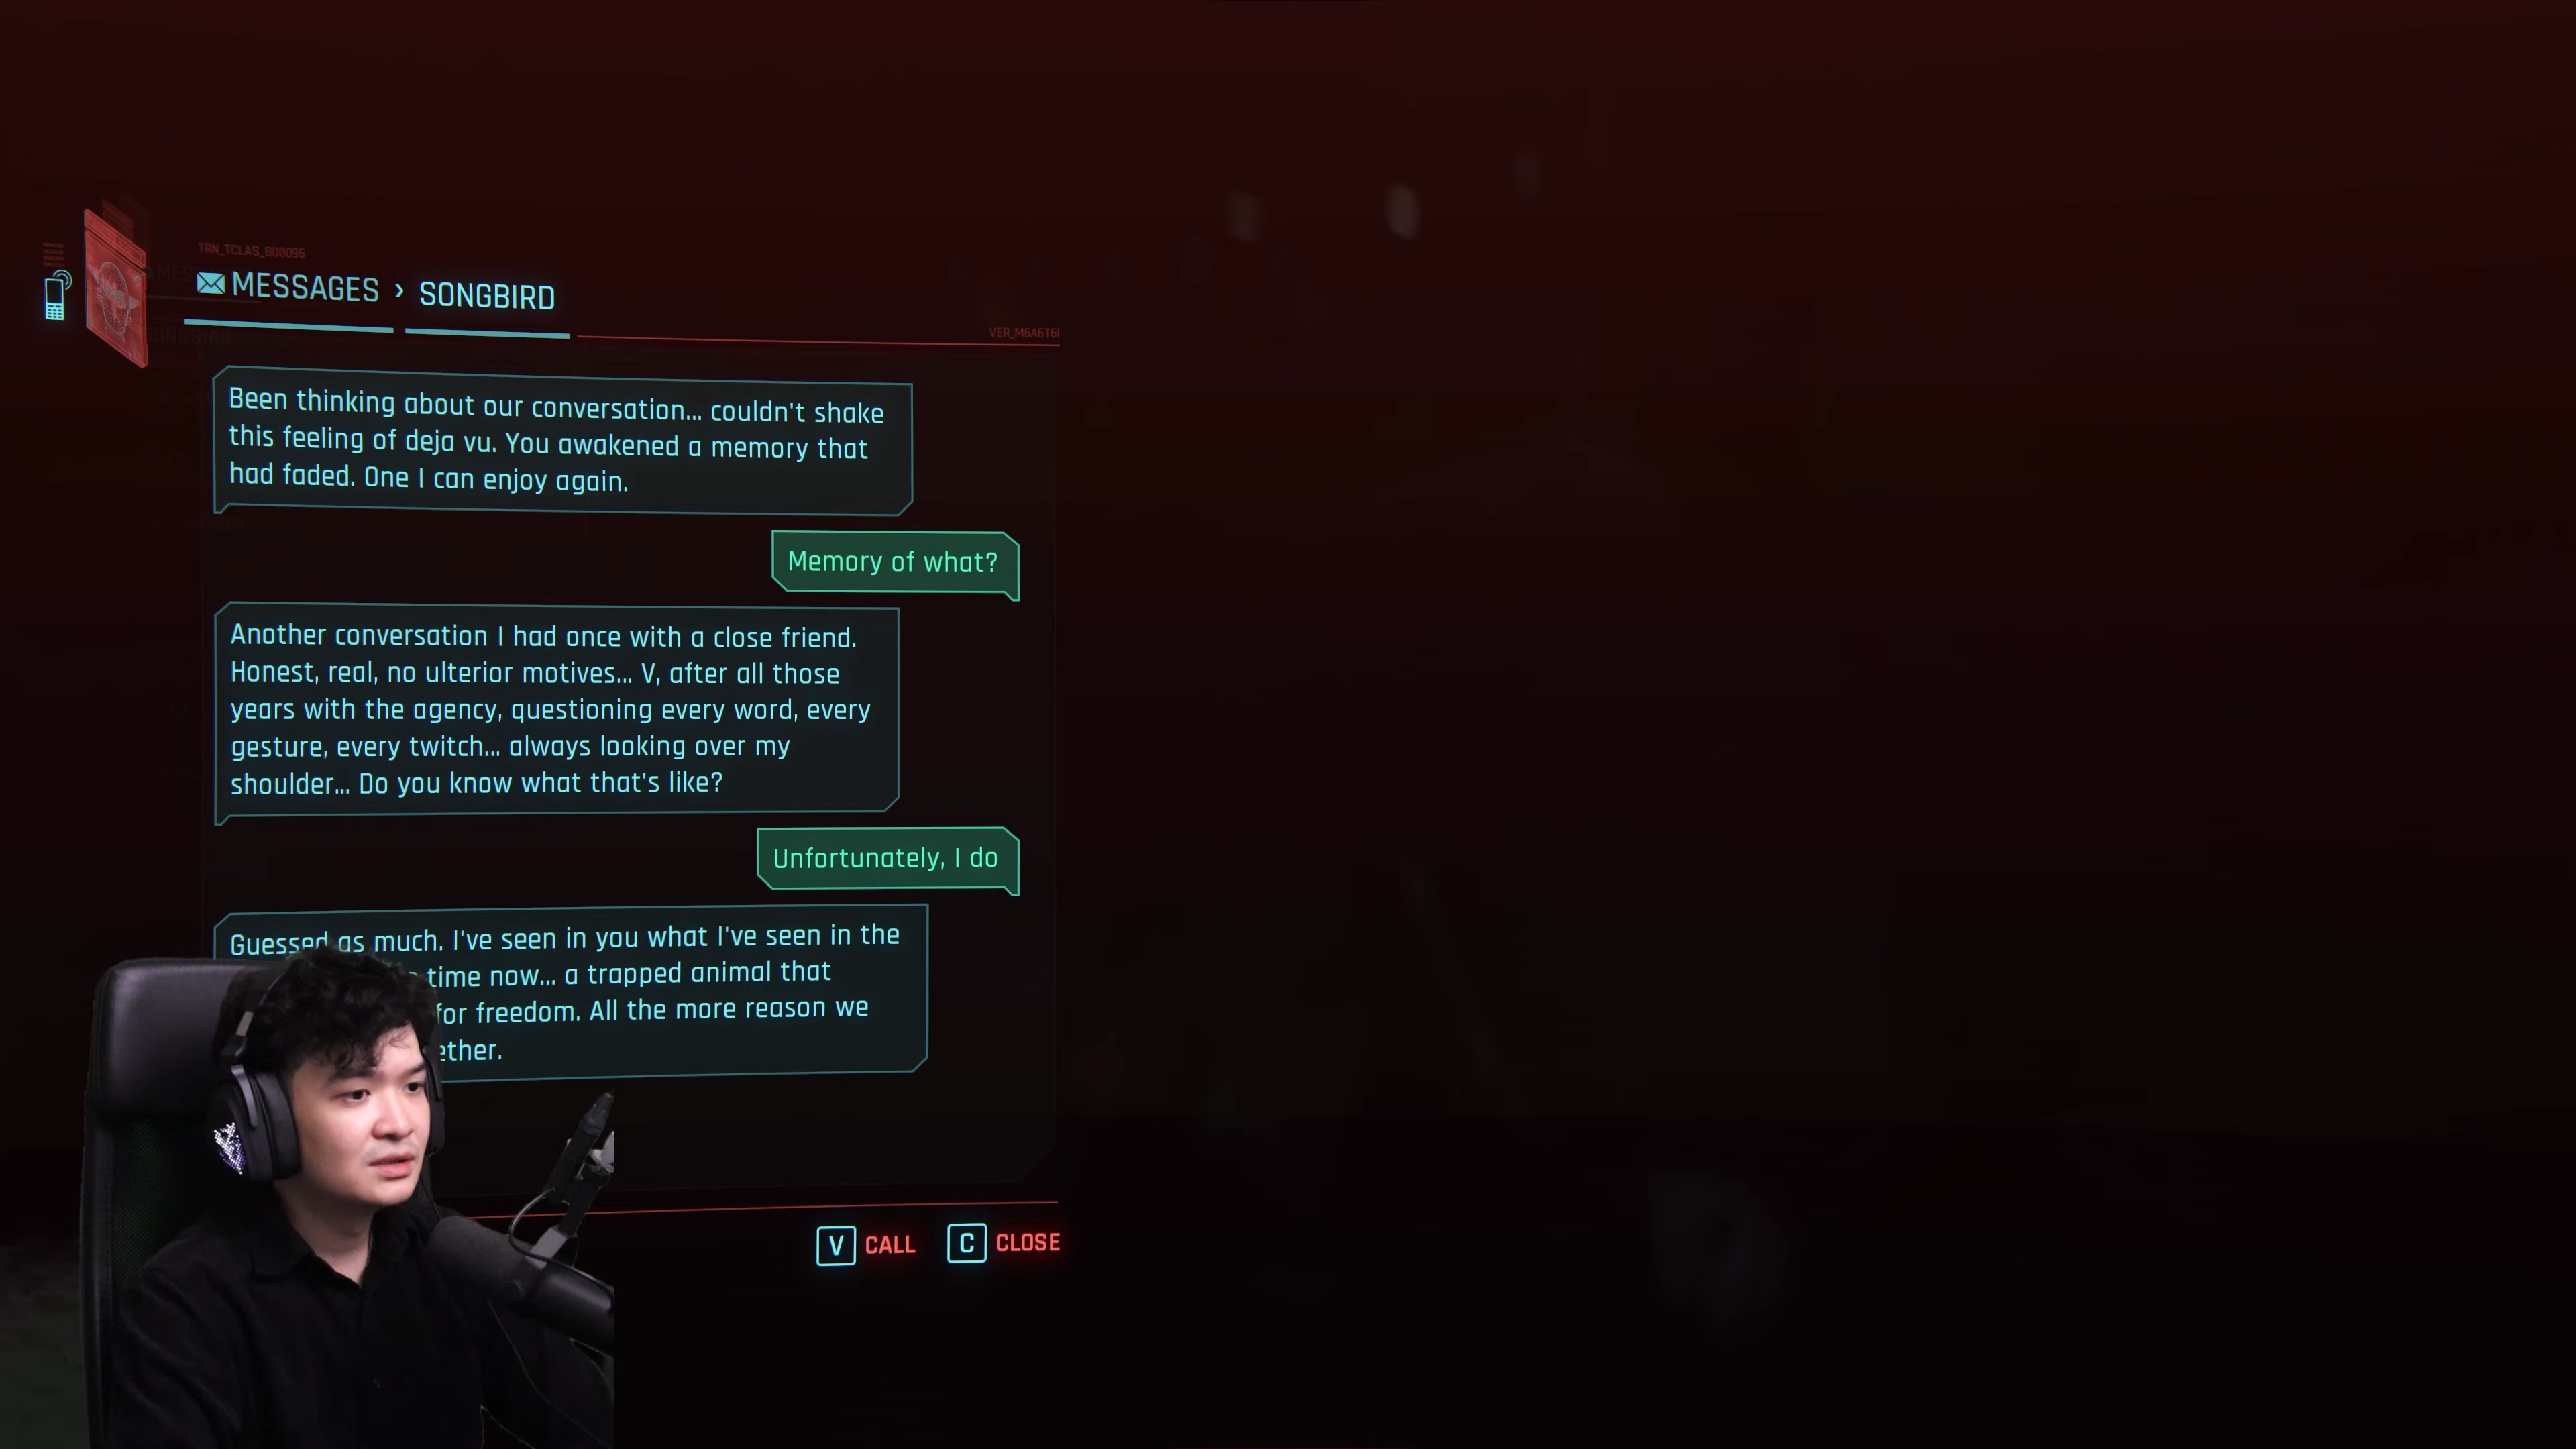 TRN_TCLAS_B00095
MESSAGES › SONGBIRD
VER_M6A6T6
Been thinking about our conversation... couldn't shake
this feeling of deja vu. You awakened a memory that
had faded. One I can enjoy again.
Memory of what?
Another conversation I had once with a close friend.
Honest, real, no ulterior motives... V, after all those
years with the agency, questioning every word, every
gesture, every twitch... always looking over my
shoulder... Do you know what that's like?
Unfortunately, I do
Guessed as much. I've seen in you what I've seen in the
time now... a trapped animal that
for freedom. All the more reason we
ether.
V CALL C CLOSE